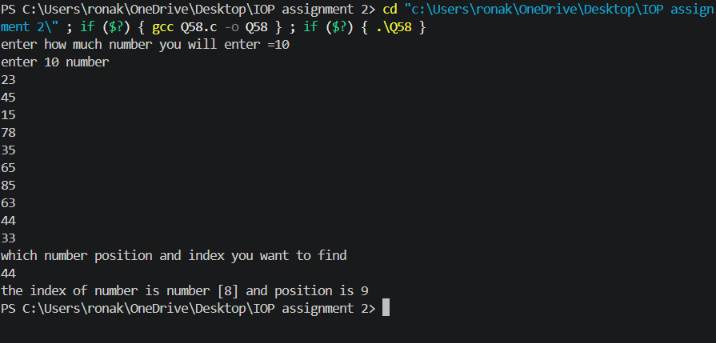 PS C:\Users\ronak\OneDrive\Desktop\IOP assignment 2> cd "c:\Users\ronak\OneDrive\Desktop\IOP assign
ment 2\" ; if ($?) { gcc Q58.c -o Q58 } ; if ($?) { .\Q58 }
enter how much number you will enter =10
enter 10 number
23
45
15
78
35
65
85
63
44
33
which number position and index you want to find
44
the index of number is number [8] and position is 9
PS C:\Users\ronak\OneDrive\Desktop\IOP assignment 2>